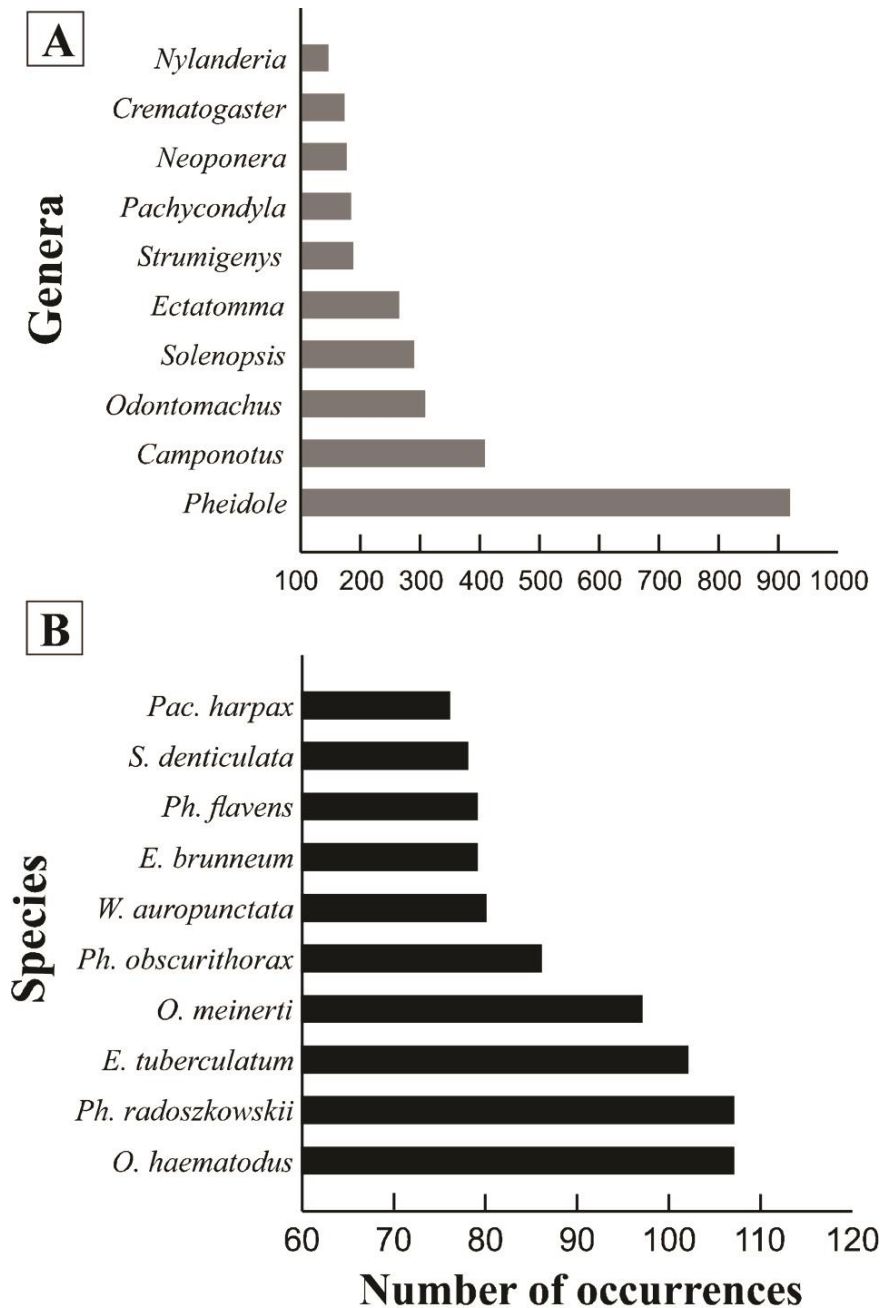 A
Genera
Nylanderia
Crematogaster
Neoponera
Pachycondyla
Strumigenys
Ectatomma
Solenopsis
Odontomachus
Camponotus
Pheidole
100 200 300 400 500 600 700 800 900 1000
B
Species
Pac. harpax
S. denticulata
Ph. flavens
E. brunneum
W. auropunctata
Ph. obscurithorax
O. meinerti
E. tuberculatum
Ph. radoszkowskii
O. haematodus
60 70 80 90 100 110 120
Number of occurrences